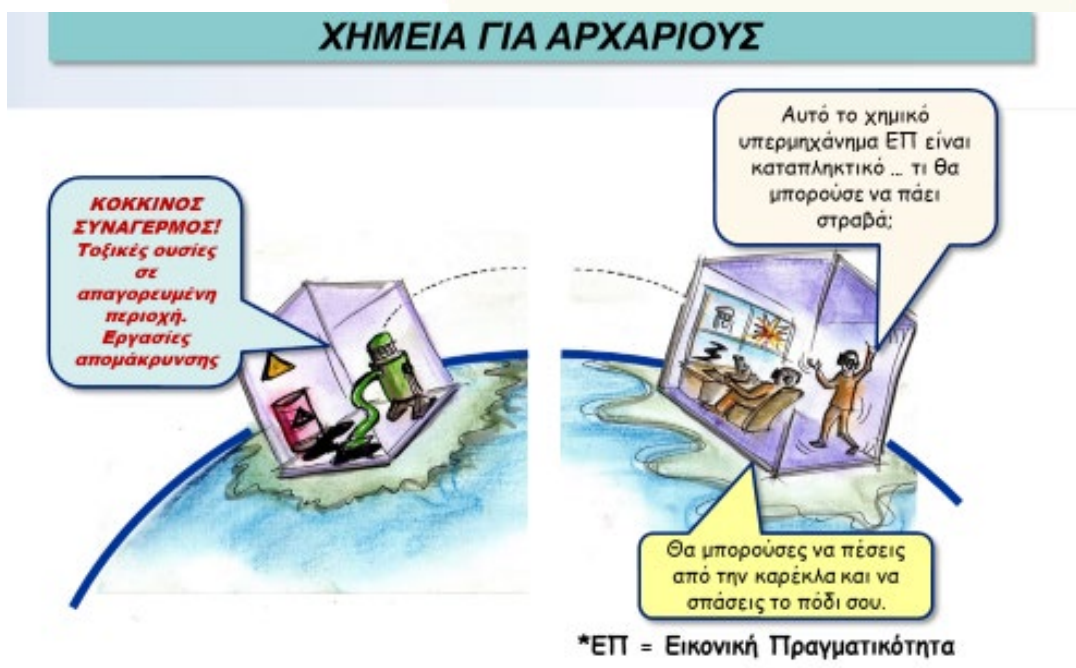 ΧΗΜΕΙΑ ΓΙΑ ΑΡΧΑΡΙΟΥΣ
ΚΟΚΚΙΝΟΣ
ΣΥΝΑΓΕΡΜΟΣ!
Τοξικές ουσίες
σε
απαγορευμένη
περιοχή.
Εργασίες
απομάκρυνσης
Αυτό το χημικό
υπερμηχάνημα ΕΠ είναι
καταπληκτικό … τι θα
μπορούσε να πάει
στραβά;
Θα μπορούσες να πέσεις
από την καρέκλα και να
σπάσεις το πόδι σου.
*ΕΠ = Εικονική Πραγματικότητα